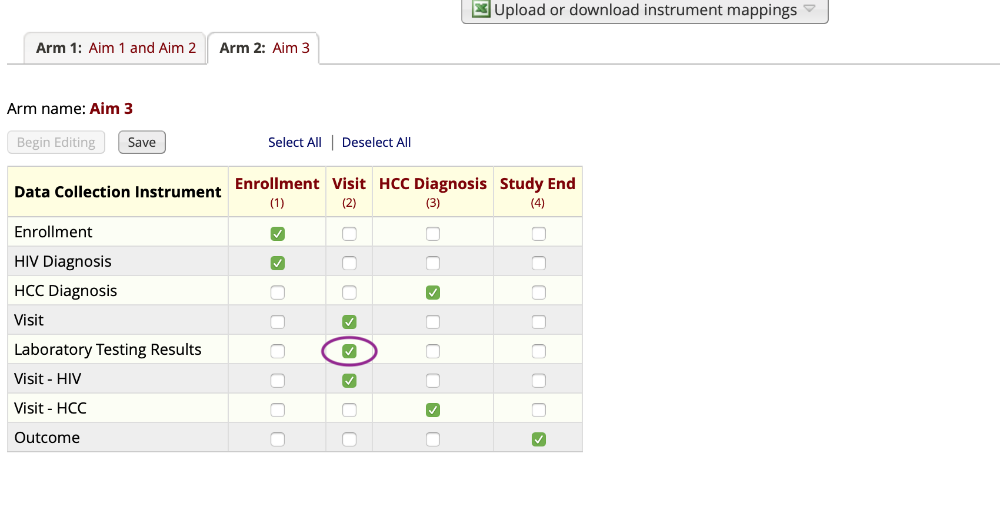 Upload or download instrument mappings
Arm 1: Aim 1 and Aim 2 Arm 2: Aim 3
Arm name: Aim 3
Begin Editing Save Select All | Deselect All
Data Collection Instrument Enrollment Visit HCC Diagnosis Study End
(1) (2) (3) (4)
Enrollment
HIV Diagnosis
HCC Diagnosis
Visit
Laboratory Testing Results
Visit - HIV
Visit - HCC
Outcome